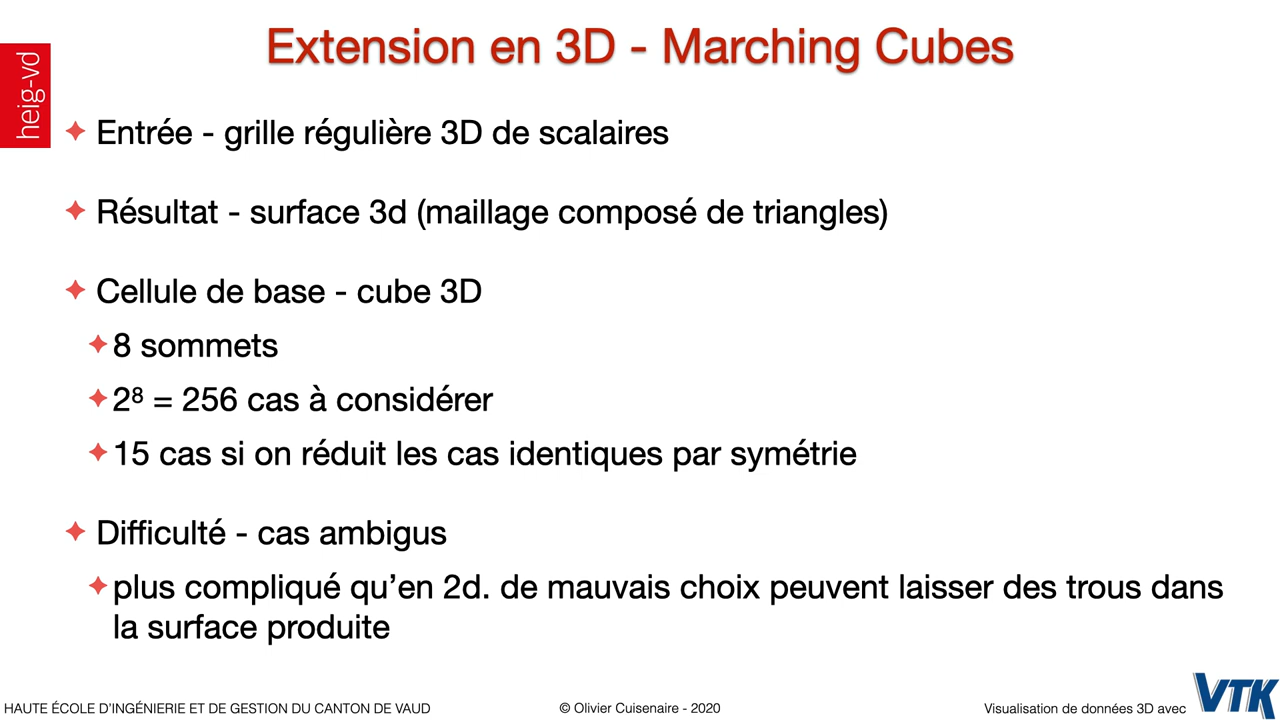 Extension en 3D - Marching Cubes
heig-vd
Entrée - grille régulière 3D de scalaires
Résultat - surface 3d (maillage composé de triangles)
Cellule de base - cube 3D
8 sommets
2⁸ = 256 cas à considérer
15 cas si on réduit les cas identiques par symétrie
Difficulté - cas ambigus
plus compliqué qu’en 2d. de mauvais choix peuvent laisser des trous dans
la surface produite
HAUTE ÉCOLE D'INGÉNIERIE ET DE GESTION DU CANTON DE VAUD
© Olivier Cuisenaire - 2020
Visualisation de données 3D avec
VTK